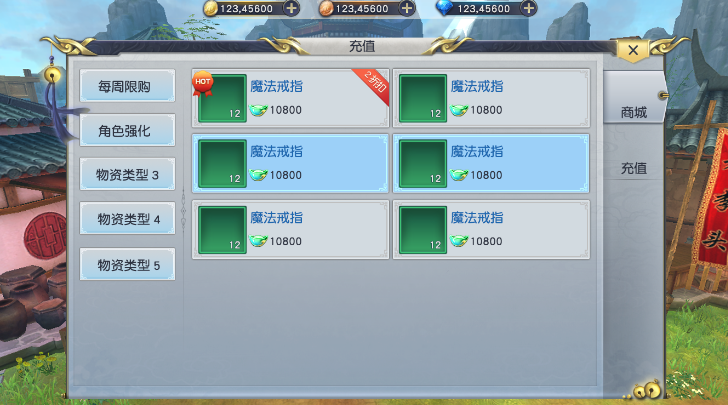 123,45600
123,45600
123,45600
充值
每周限购
角色强化
物资类型 3
物资类型 4
物资类型 5
HOT
12
魔法戒指
10800
2折扣
12
魔法戒指
10800
12
魔法戒指
10800
12
魔法戒指
10800
12
魔法戒指
10800
12
魔法戒指
10800
商城
充值